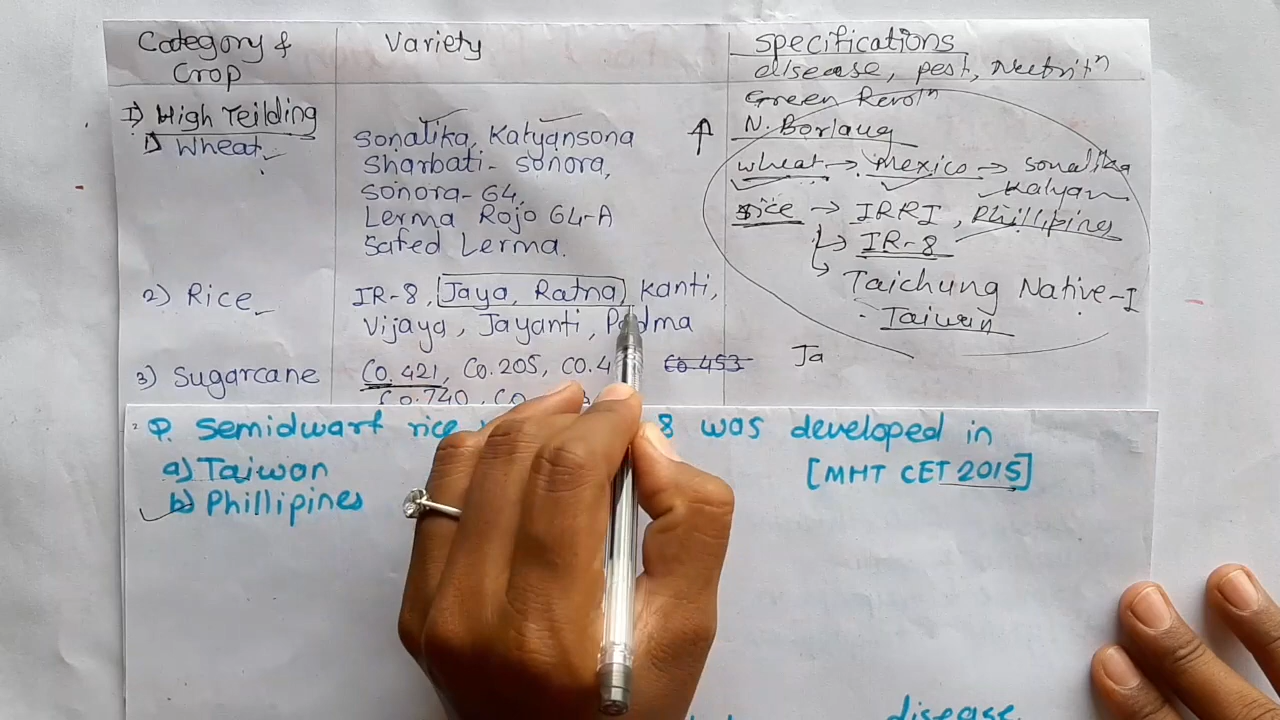 Category &
Crop
Variety
Specifications
disease, pest, Nutritⁿ
I) High Yeilding
1) Wheat
Sonalika, Kalyansona
Sharbati- sonora,
Sonora- 64,
Lerma Rojo 64-A
Safed Lerma.
Green Revolⁿ
↑ N. Borlaug
wheat → Mexico → Sonalika
Kalyan
rice → IRRI, Phillipines
↳ IR-8
↳ Taichung Native-I
Taiwan
2) Rice
IR-8, Jaya, Ratna, Kanti,
Vijaya, Jayanti, Padma
Ja
3) Sugarcane
Co. 421, Co. 205, Co. 4 Co 453
Co. 740, Co
Q. Semidwarf rice 8 was developed in
[MHT CET 2015]
a) Taiwan
b) Phillipines
disease